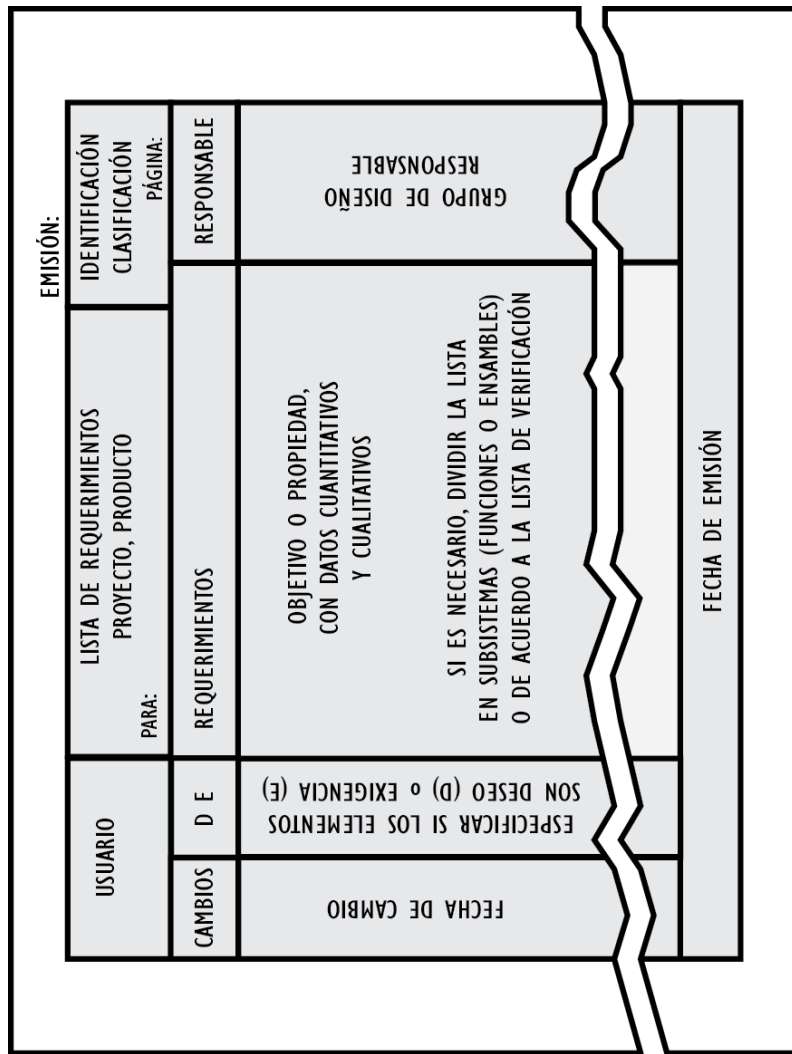 EMISIÓN:
USUARIO
LISTA DE REQUERIMIENTOS
PROYECTO, PRODUCTO
PARA:
IDENTIFICACIÓN
CLASIFICACIÓN
PÁGINA:
CAMBIOS
D E
REQUERIMIENTOS
RESPONSABLE
FECHA DE CAMBIO
ESPECIFICAR SI LOS ELEMENTOS
SON DESEO (D) o EXIGENCIA (E)
OBJETIVO O PROPIEDAD,
CON DATOS CUANTITATIVOS
Y CUALITATIVOS
SI ES NECESARIO, DIVIDIR LA LISTA
EN SUBSISTEMAS (FUNCIONES O ENSAMBLES)
O DE ACUERDO A LA LISTA DE VERIFICACIÓN
GRUPO DE DISEÑO
RESPONSABLE
FECHA DE EMISIÓN